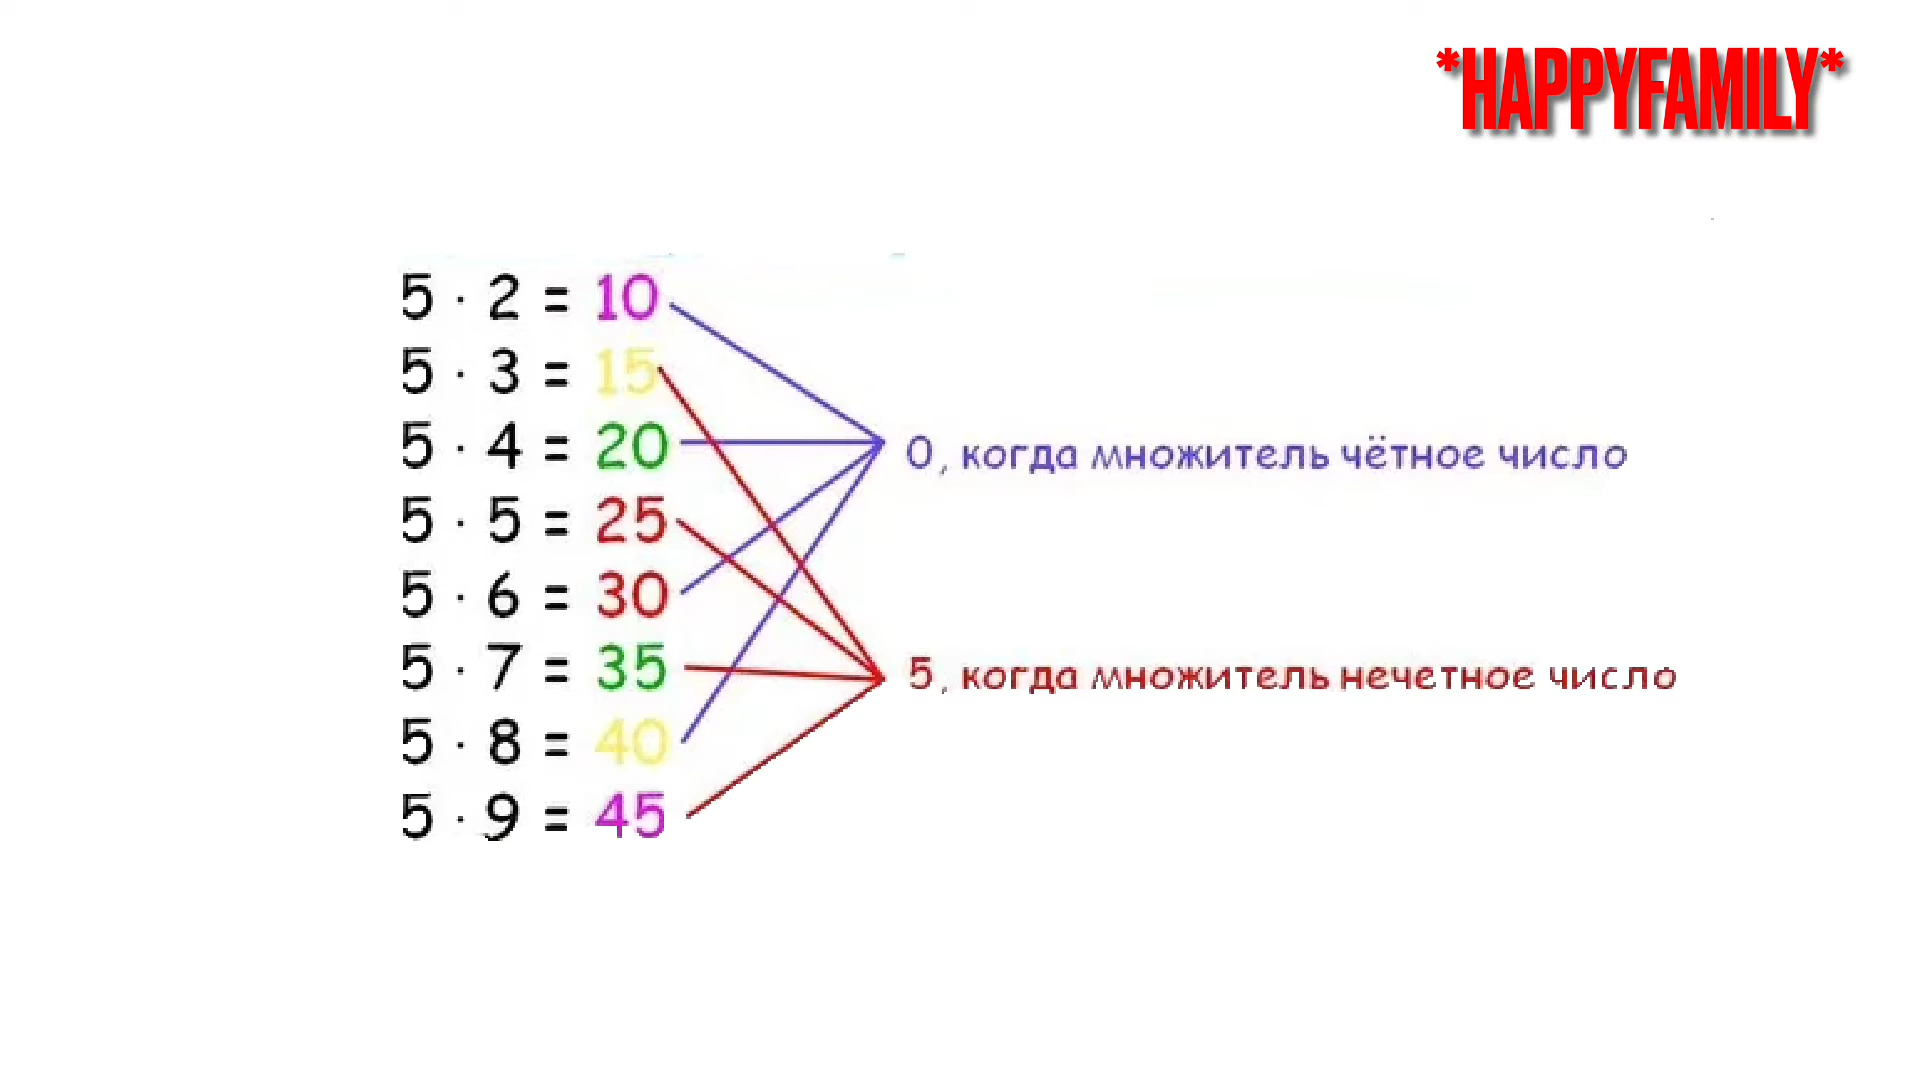 *HAPPYFAMILY*
5 · 2 = 10
5 · 3 = 15
5 · 4 = 20
0, когда множитель чётное число
5 · 5 = 25
5 · 6 = 30
5 · 7 = 35
5, когда множитель нечетное число
5 · 8 = 40
5 · 9 = 45